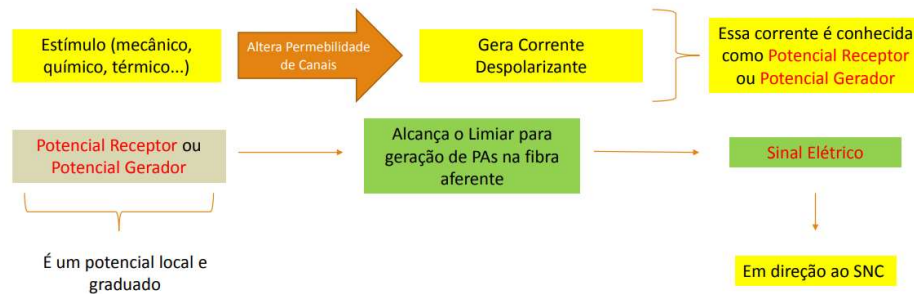 Estímulo (mecânico,
químico, térmico...)
Altera Permebilidade
de Canais
Gera Corrente
Despolarizante
Essa corrente é conhecida
como Potencial Receptor
ou Potencial Gerador
Potencial Receptor ou
Potencial Gerador
Alcança o Limiar para
geração de PAs na fibra
aferente
Sinal Elétrico
É um potencial local e
graduado
Em direção ao SNC